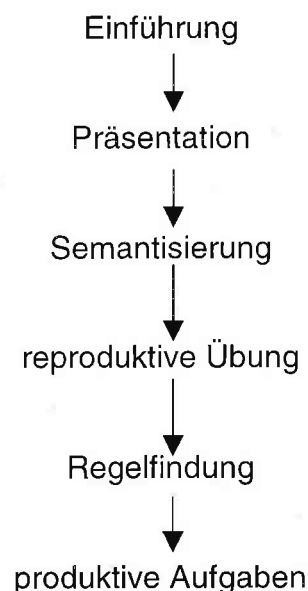 Einführung
Präsentation
Semantisierung
reproduktive Übung
Regelfindung
produktive Aufgaben